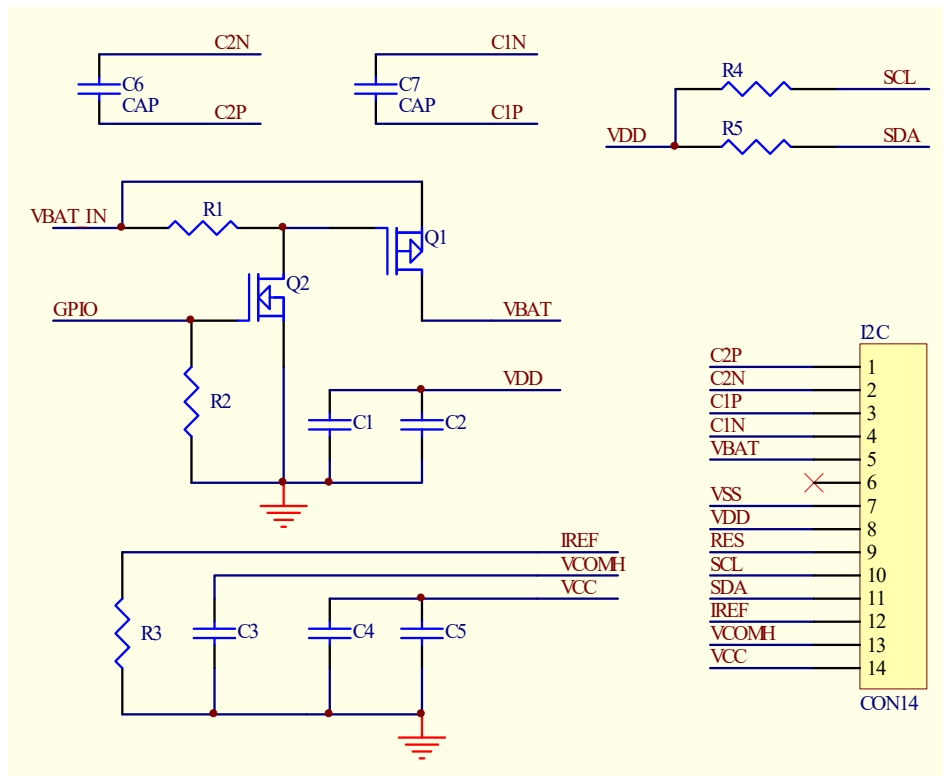 C2N
C6
CAP
C2P
C1N
C7
CAP
C1P
R4
SCL
VDD
R5
SDA
VBAT_IN
R1
Q1
Q2
GPIO
VBAT
R2
VDD
C1
C2
I2C
C2P 1
C2N 2
C1P 3
C1N 4
VBAT 5
6
VSS 7
VDD 8
RES 9
SCL 10
SDA 11
IREF 12
VCOMH 13
VCC 14
CON14
IREF
VCOMH
VCC
R3
C3
C4
C5